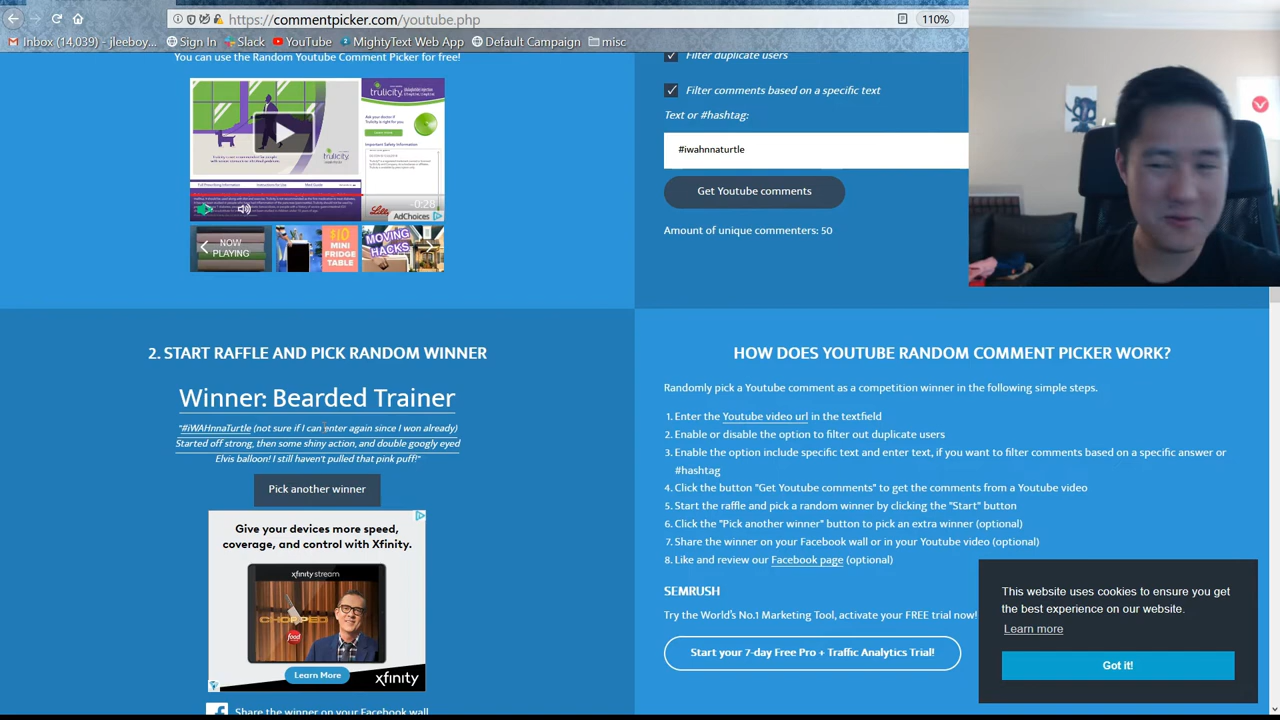 https://commentpicker.com/youtube.php
110%
Inbox (14,039) - jleeboy...
Sign In
Slack
YouTube
MightyText Web App
Default Campaign
misc
You can use the Random Youtube Comment Picker for free!
trulicity
trulicity
trulicity
-0:28
Lilly
AdChoices
NOW
PLAYING
$10
MINI
FRIDGE
TABLE
MOVING
HACKS
Filter duplicate users
Filter comments based on a specific text
Text or #hashtag:
#iwahnnaturtle
Get Youtube comments
Amount of unique commenters: 50
2. START RAFFLE AND PICK RANDOM WINNER
Winner: Bearded Trainer
"#iWAHnnaTurtle (not sure if I can enter again since I won already)
Started off strong, then some shiny action, and double googly eyed
Elvis balloon! I still haven't pulled that pink puff!"
Pick another winner
Give your devices more speed,
coverage, and control with Xfinity.
xfinity stream
CHOPPED
food
Learn More
xfinity
Share the winner on your Facebook wall
HOW DOES YOUTUBE RANDOM COMMENT PICKER WORK?
Randomly pick a Youtube comment as a competition winner in the following simple steps.
1. Enter the Youtube video url in the textfield
2. Enable or disable the option to filter out duplicate users
3. Enable the option include specific text and enter text, if you want to filter comments based on a specific answer or
#hashtag
4. Click the button "Get Youtube comments" to get the comments from a Youtube video
5. Start the raffle and pick a random winner by clicking the "Start" button
6. Click the "Pick another winner" button to pick an extra winner (optional)
7. Share the winner on your Facebook wall or in your Youtube video (optional)
8. Like and review our Facebook page (optional)
SEMRUSH
Try the World's No.1 Marketing Tool, activate your FREE trial now!
Start your 7-day Free Pro + Traffic Analytics Trial!
This website uses cookies to ensure you get
the best experience on our website.
Learn more
Got it!